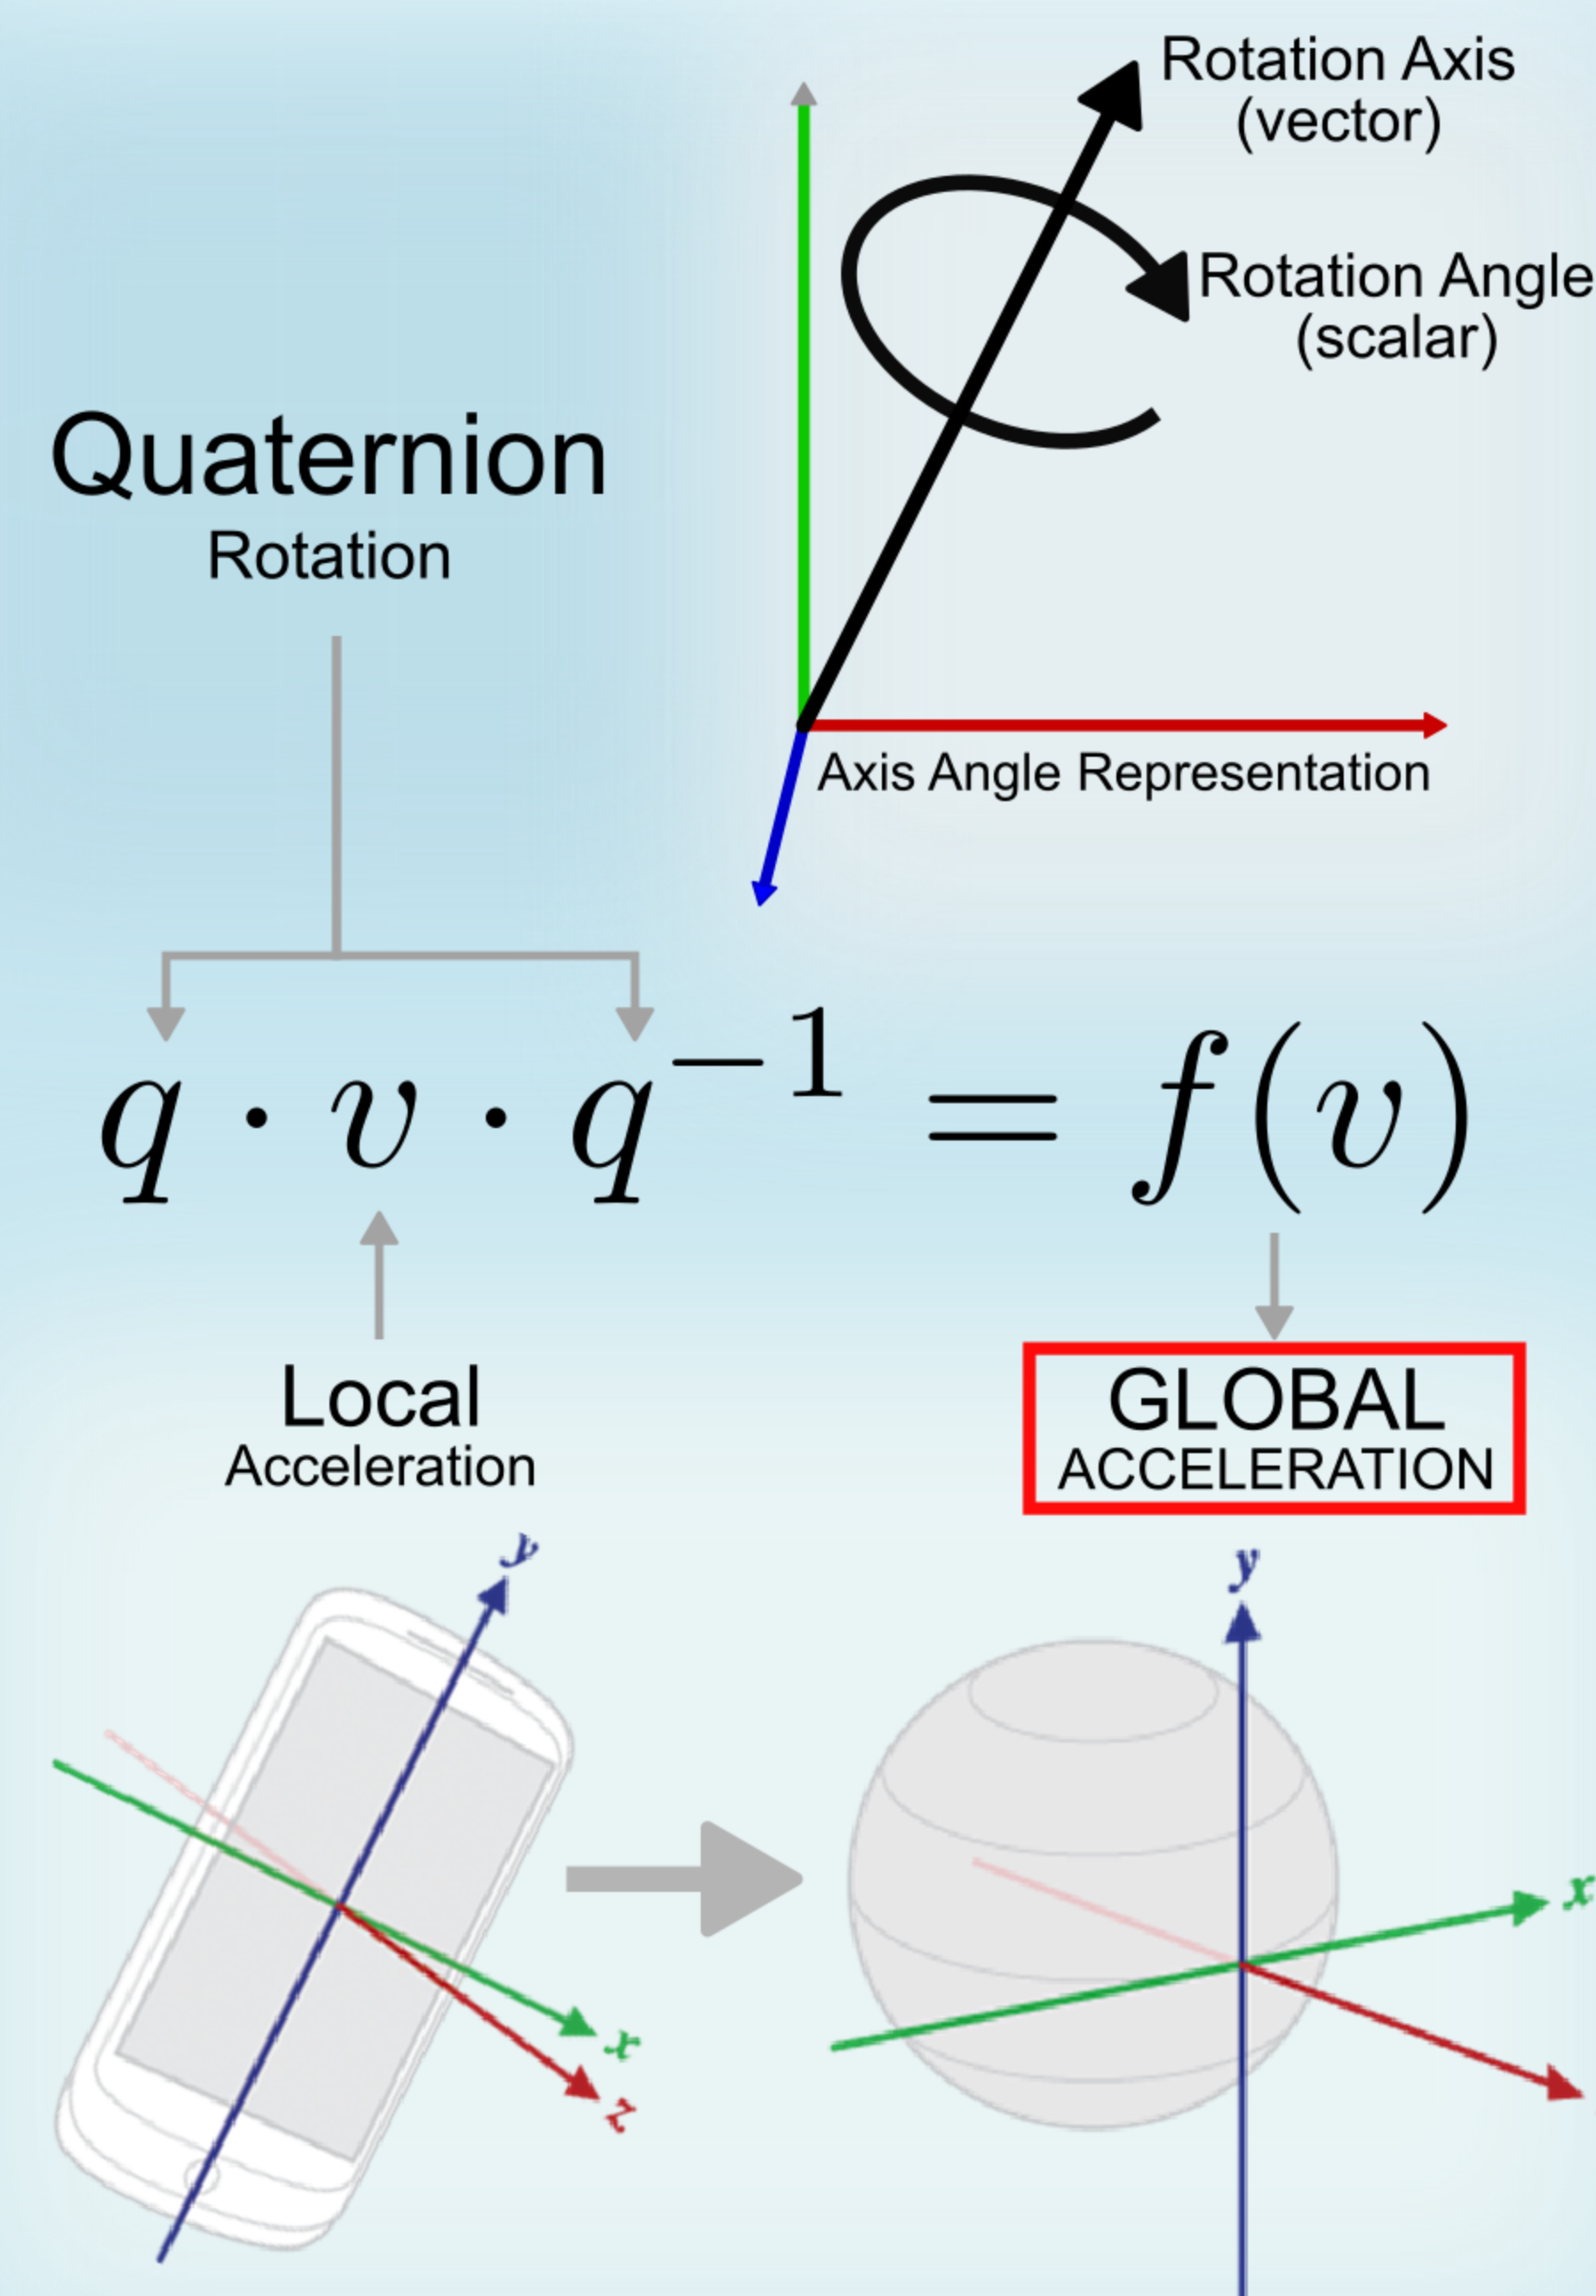 Rotation Axis
(vector)
Rotation Angle
(scalar)
Quaternion
Rotation
Axis Angle Representation
q · v · q⁻¹ = f(v)
Local
Acceleration
GLOBAL
ACCELERATION
y
x
z
y
x